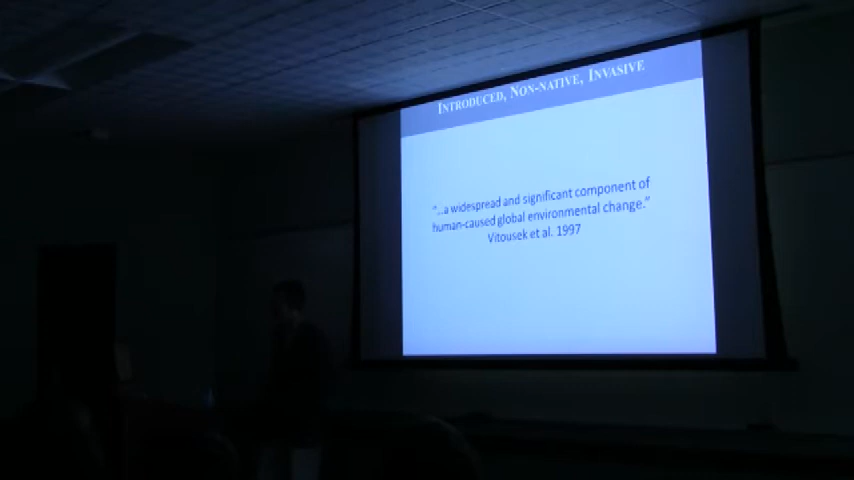 INTRODUCED, NON-NATIVE, INVASIVE
"...a widespread and significant component of
human-caused global environmental change."
Vitousek et al. 1997